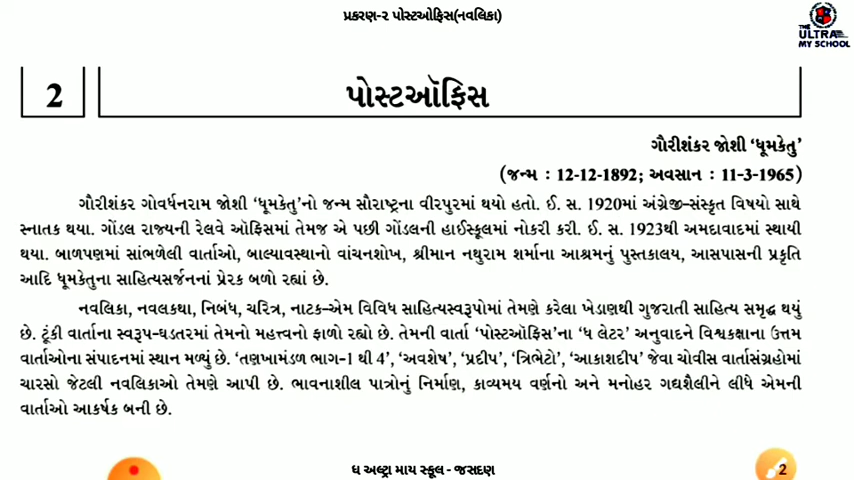 પ્રકરણ-૨ પોસ્ટઓફિસ(નવલિકા)
THE
ULTRA
MY SCHOOL
2
પોસ્ટઑફિસ
ગૌરીશંકર જોશી 'ધૂમકેતુ'
(જન્મ : 12-12-1892; અવસાન : 11-3-1965)
ગૌરીશંકર ગોવર્ધનરામ જોશી 'ધૂમકેતુ'નો જન્મ સૌરાષ્ટ્રના વીરપુરમાં થયો હતો. ઈ. સ. 1920માં અંગ્રેજી-સંસ્કૃત વિષયો સાથે
સ્નાતક થયા. ગોંડલ રાજ્યની રેલવે ઑફિસમાં તેમજ એ પછી ગોંડલની હાઈસ્કૂલમાં નોકરી કરી. ઈ. સ. 1923થી અમદાવાદમાં સ્થાયી
થયા. બાળપણમાં સાંભળેલી વાર્તાઓ, બાલ્યાવસ્થાનો વાંચનશોખ, શ્રીમાન નથુરામ શર્માના આશ્રમનું પુસ્તકાલય, આસપાસની પ્રકૃતિ
આદિ ધૂમકેતુના સાહિત્યસર્જનનાં પ્રેરક બળો રહ્યાં છે.
નવલિકા, નવલકથા, નિબંધ, ચરિત્ર, નાટક-એમ વિવિધ સાહિત્યસ્વરૂપોમાં તેમણે કરેલા ખેડાણથી ગુજરાતી સાહિત્ય સમૃદ્ધ થયું
છે. ટૂંકી વાર્તાના સ્વરૂપ-ઘડતરમાં તેમનો મહત્ત્વનો ફાળો રહ્યો છે. તેમની વાર્તા 'પોસ્ટઑફિસ'ના 'ધ લેટર' અનુવાદને વિશ્વકક્ષાના ઉત્તમ
વાર્તાઓના સંપાદનમાં સ્થાન મળ્યું છે. 'તણખામંડળ ભાગ-1 થી 4', 'અવશેષ', 'પ્રદીપ', 'ત્રિભેટો', 'આકાશદીપ' જેવા ચોવીસ વાર્તાસંગ્રહોમાં
ચારસો જેટલી નવલિકાઓ તેમણે આપી છે. ભાવનાશીલ પાત્રોનું નિર્માણ, કાવ્યમય વર્ણનો અને મનોહર ગદ્યશૈલીને લીધે એમની
વાર્તાઓ આકર્ષક બની છે.
ધ અલ્ટ્રા માય સ્કૂલ - જસદણ
2